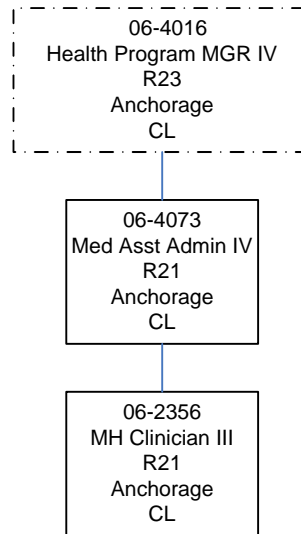 06-4016
Health Program MGR IV
R23
Anchorage
CL
06-4073
Med Asst Admin IV
R21
Anchorage
CL
06-2356
MH Clinician III
R21
Anchorage
CL